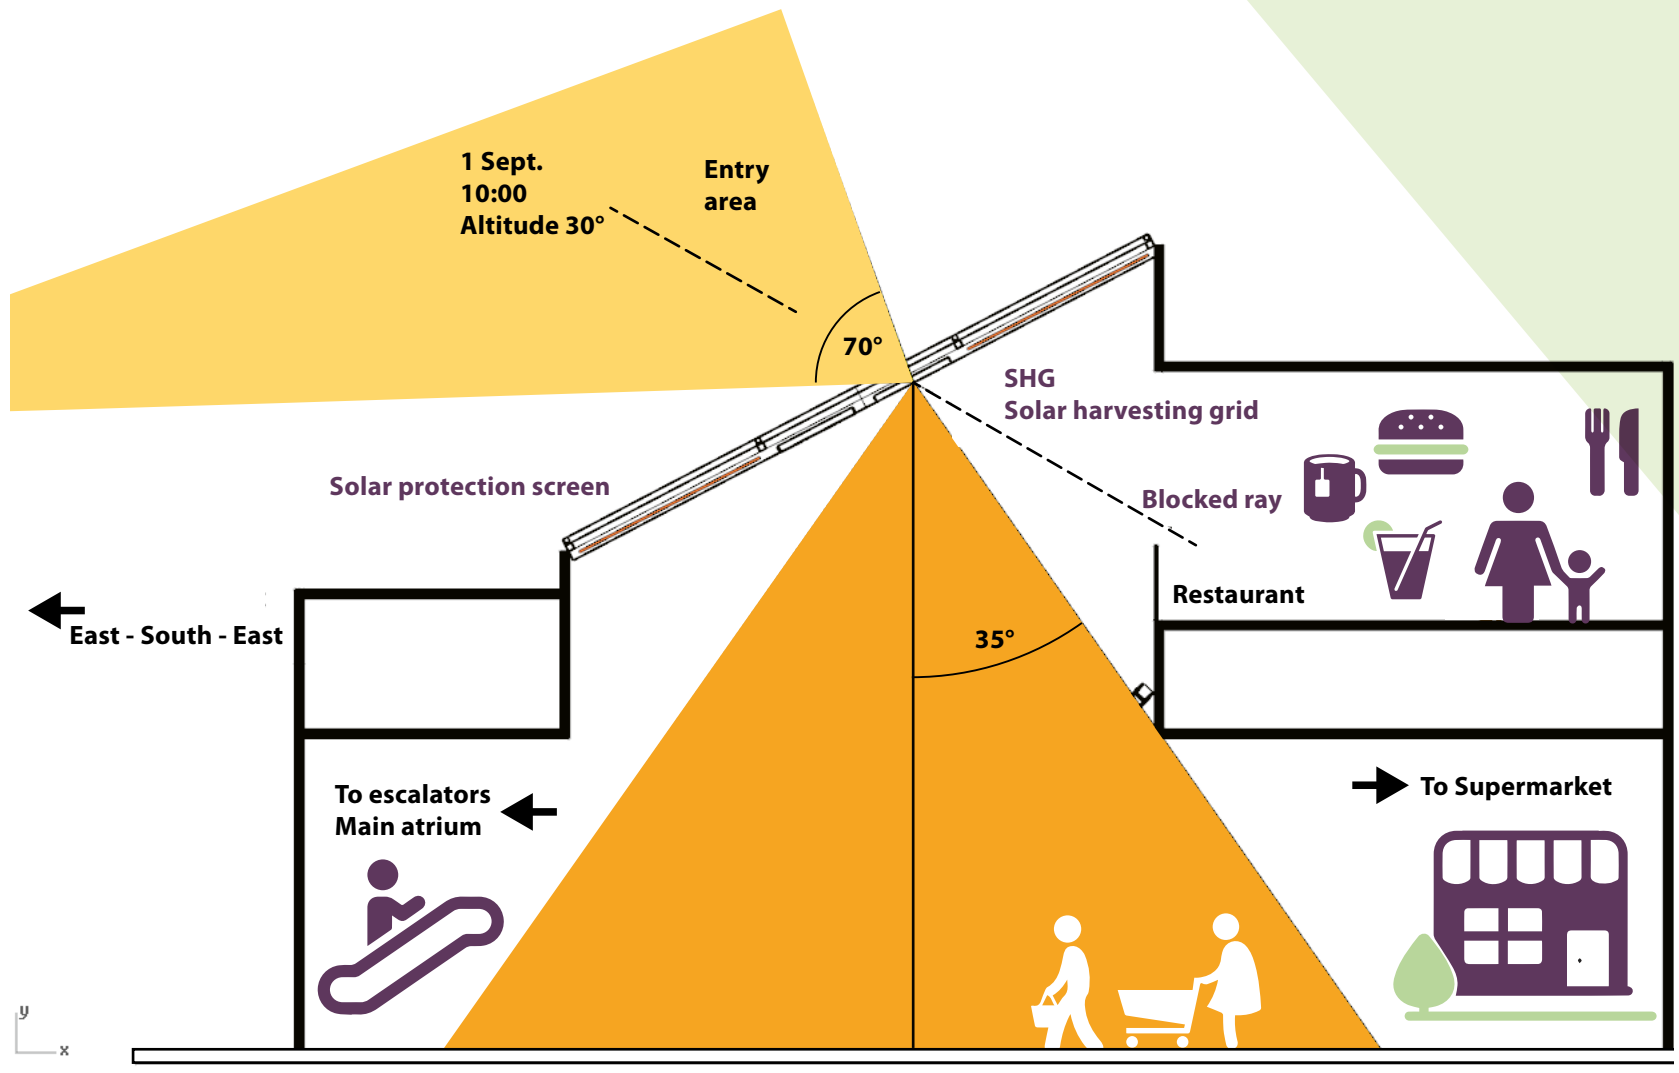 1 Sept.
10:00
Altitude 30°
Entry
area
70°
SHG
Solar harvesting grid
Solar protection screen
Blocked ray
Restaurant
East - South - East
35°
To escalators
Main atrium
To Supermarket
y
x